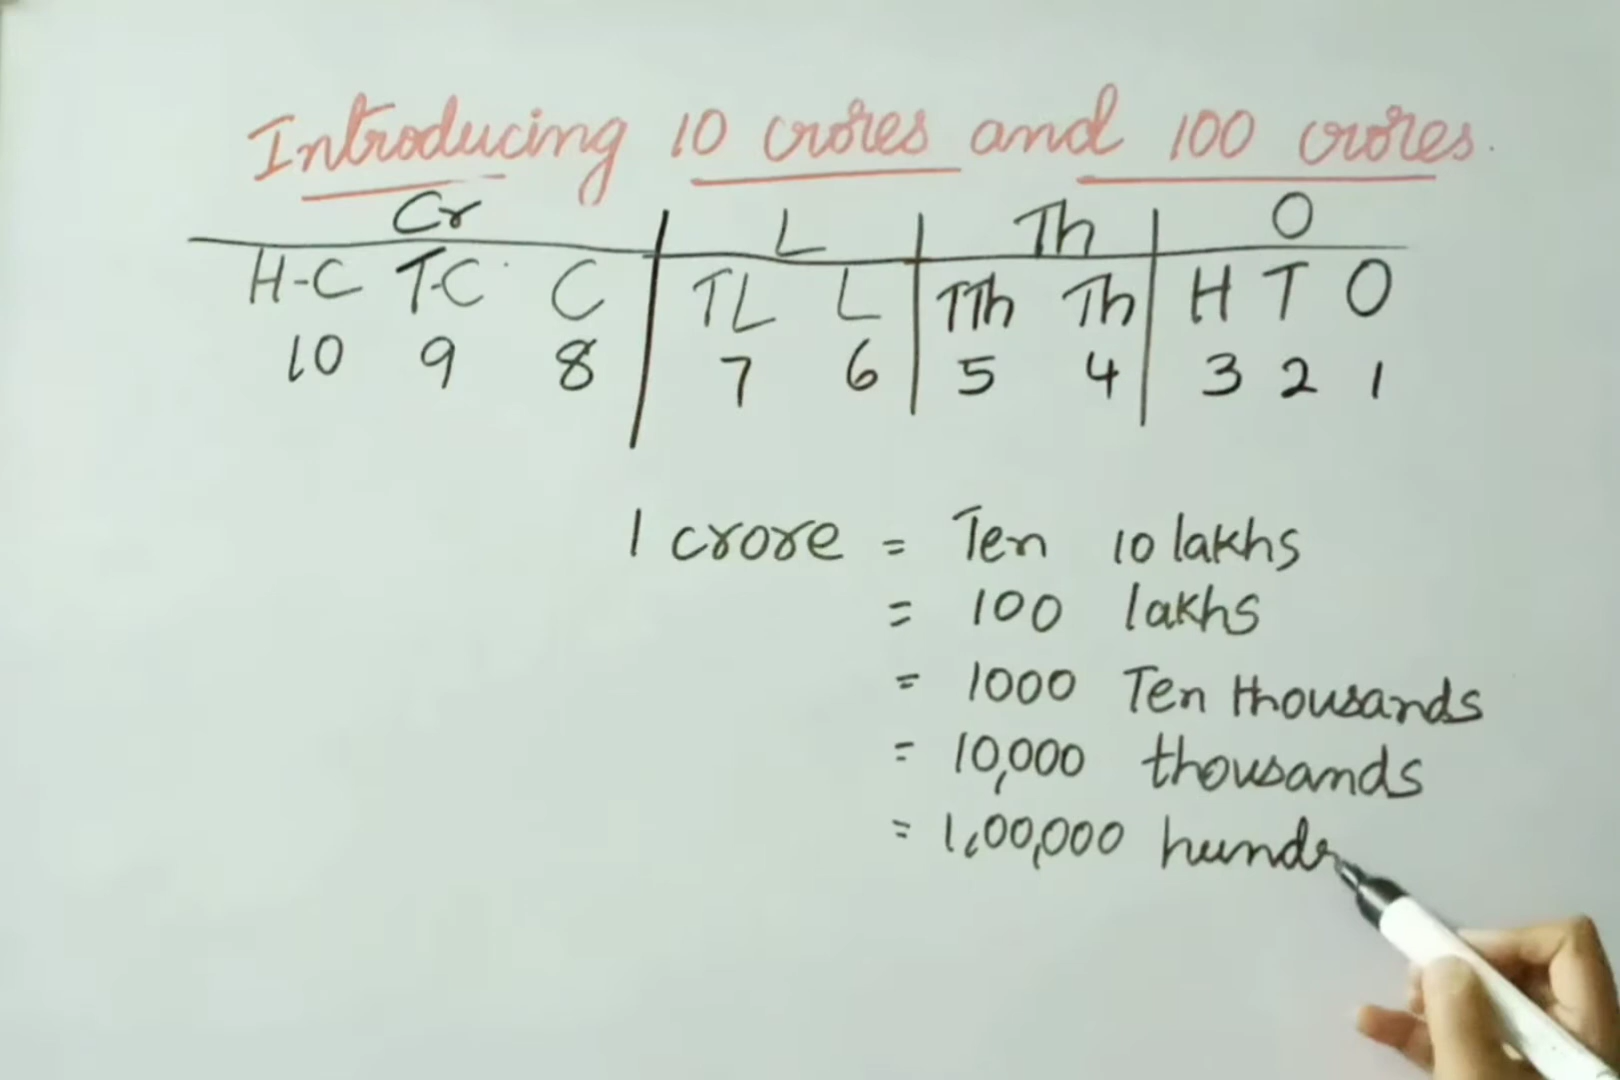 Introducing 10 crores and 100 crores.
Cr L Th O
H-C T-C C TL L TTh Th H T O
10 9 8 7 6 5 4 3 2 1
1 crore = Ten 10 lakhs
= 100 lakhs
= 1000 Ten thousands
= 10,000 thousands
= 1,00,000 hundr